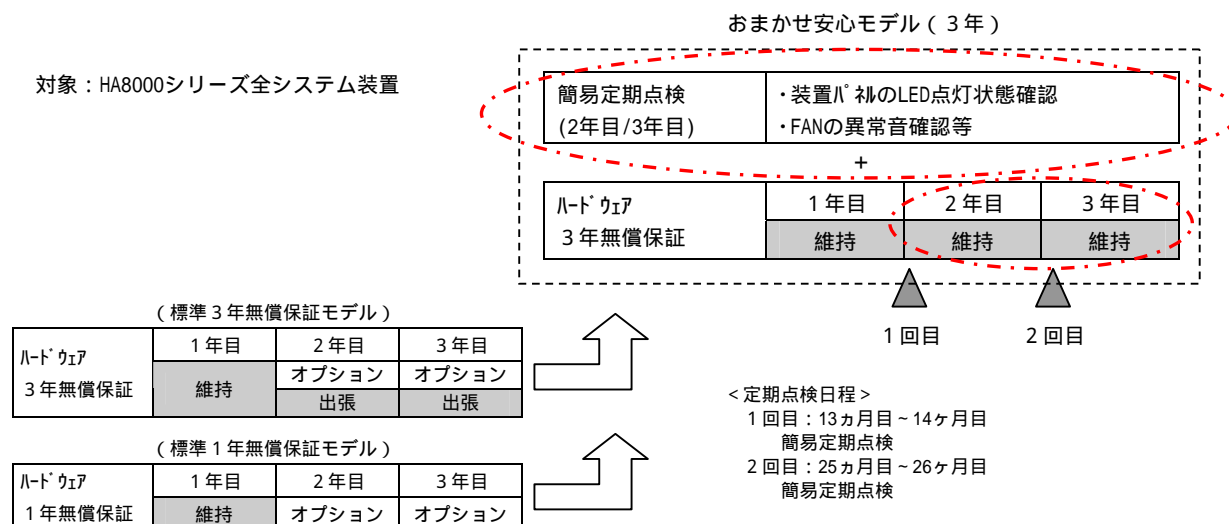 おまかせ安心モデル(3年)
対象:HA8000シリーズ全システム装置
簡易定期点検
(2年目/3年目)
・装置ﾊﾟﾈﾙのLED点灯状態確認
・FANの異常音確認等
+
ﾊｰﾄﾞｳｪｱ
3年無償保証
1年目 2年目 3年目
維持 維持 維持
1回目 2回目
(標準3年無償保証モデル)
ﾊｰﾄﾞｳｪｱ
3年無償保証
1年目 2年目 3年目
維持 オプション オプション
出張 出張
<定期点検日程>
1回目:13ヵ月目~14ヶ月目
簡易定期点検
2回目:25ヵ月目~26ヶ月目
簡易定期点検
(標準1年無償保証モデル)
ﾊｰﾄﾞｳｪｱ
1年無償保証
1年目 2年目 3年目
維持 オプション オプション